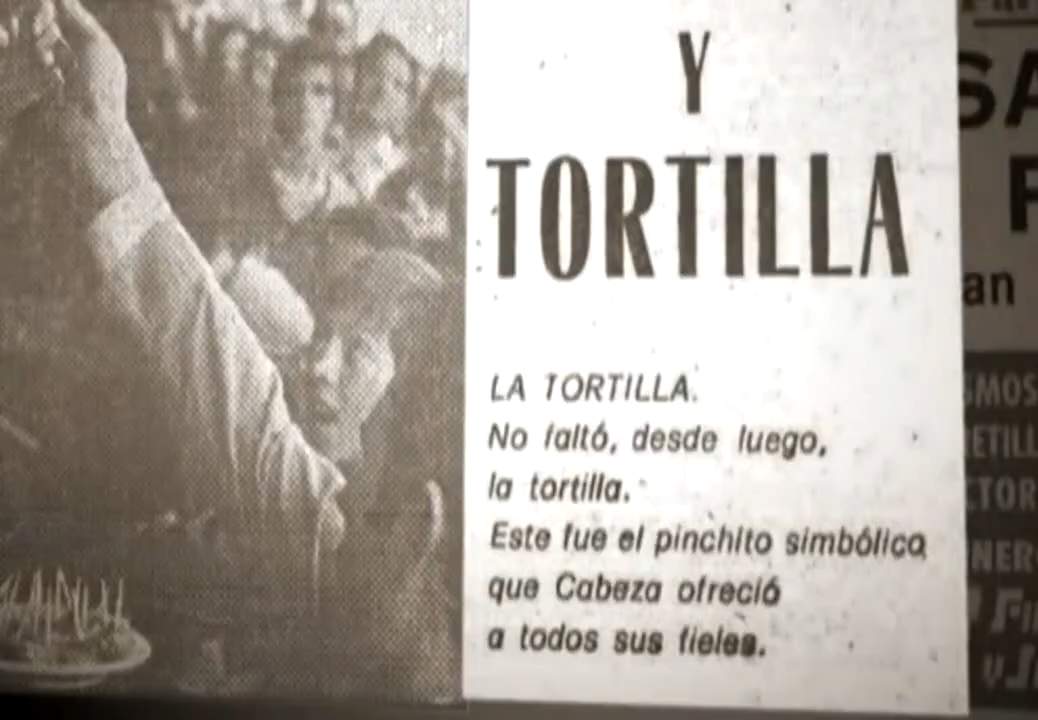 Y
TORTILLA
LA TORTILLA.
No faltó, desde luego,
la tortilla.
Este fue el pinchito simbólico
que Cabeza ofreció
a todos sus fieles.
SA
an